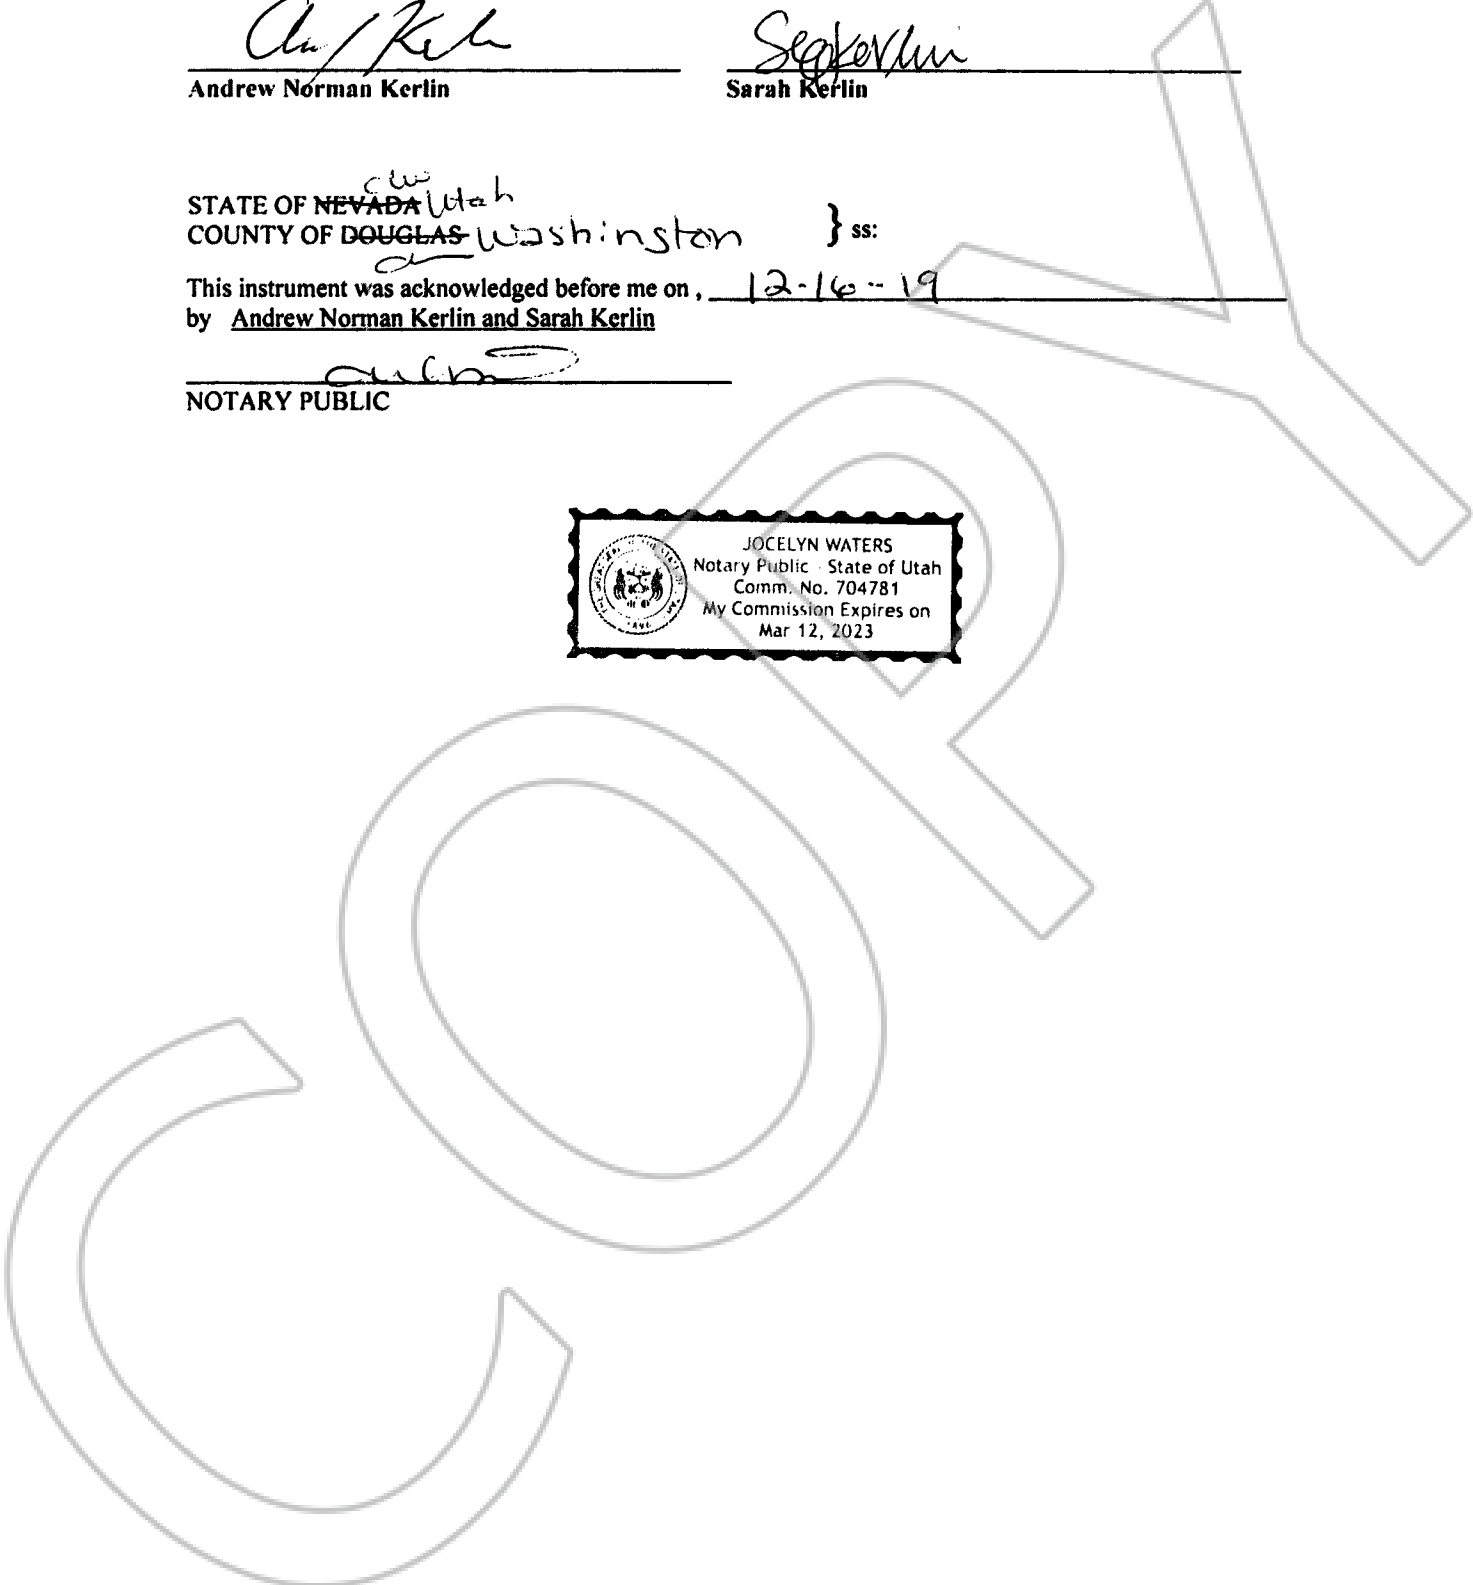 Andrew Norman Kerlin Sarah Kerlin
STATE OF NEVADA Utah
COUNTY OF DOUGLAS Washington } ss:
This instrument was acknowledged before me on , 12-16-19
by Andrew Norman Kerlin and Sarah Kerlin
NOTARY PUBLIC
JOCELYN WATERS
Notary Public - State of Utah
Comm. No. 704781
My Commission Expires on
Mar 12, 2023
COPY